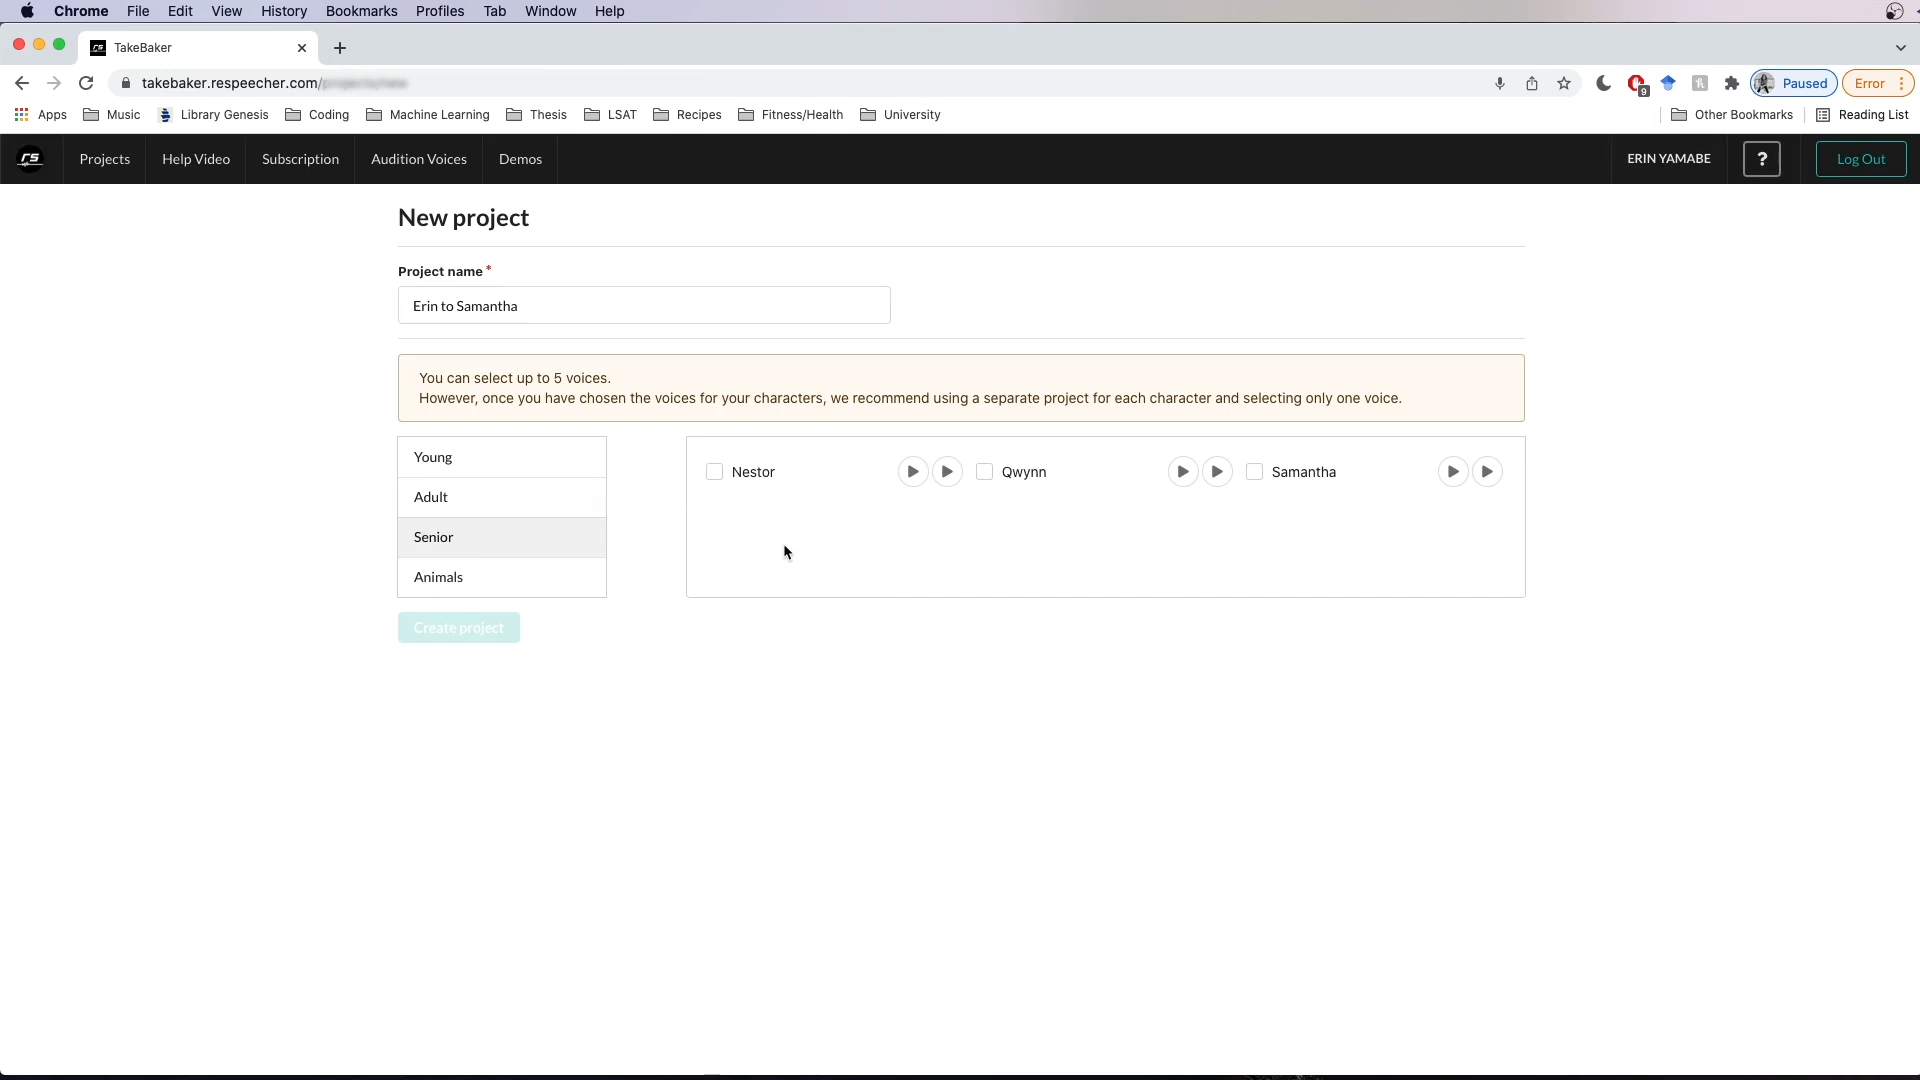 Chrome File Edit View History Bookmarks Profiles Tab Window Help
TakeBaker
takebaker.respeecher.com/
9
Paused
Error
Apps Music Library Genesis Coding Machine Learning Thesis LSAT Recipes Fitness/Health University Other Bookmarks Reading List
rs Projects Help Video Subscription Audition Voices Demos ERIN YAMABE ? Log Out
New project
Project name *
Erin to Samantha
You can select up to 5 voices.
However, once you have chosen the voices for your characters, we recommend using a separate project for each character and selecting only one voice.
Young
Adult
Senior
Animals
Nestor Qwynn Samantha
Create project